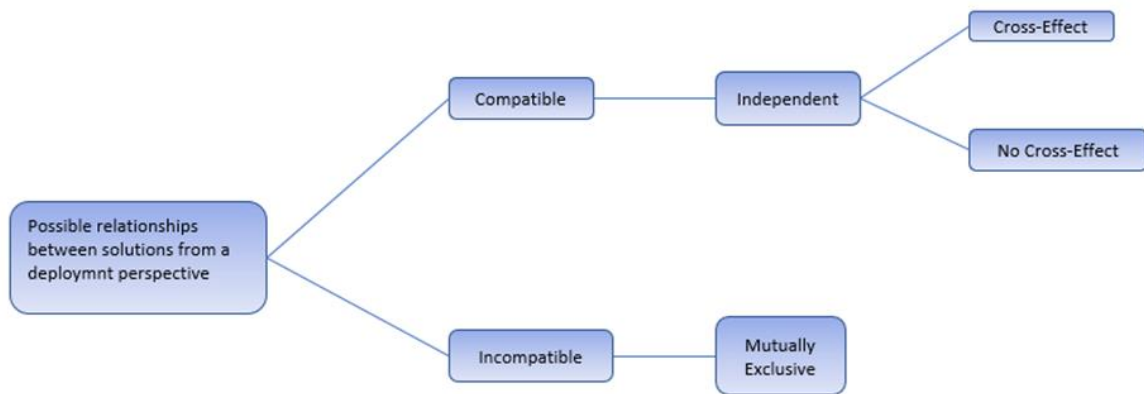 Cross-Effect
Compatible
Independent
No Cross-Effect
Possible relationships
between solutions from a
deploymnt perspective
Incompatible
Mutually
Exclusive